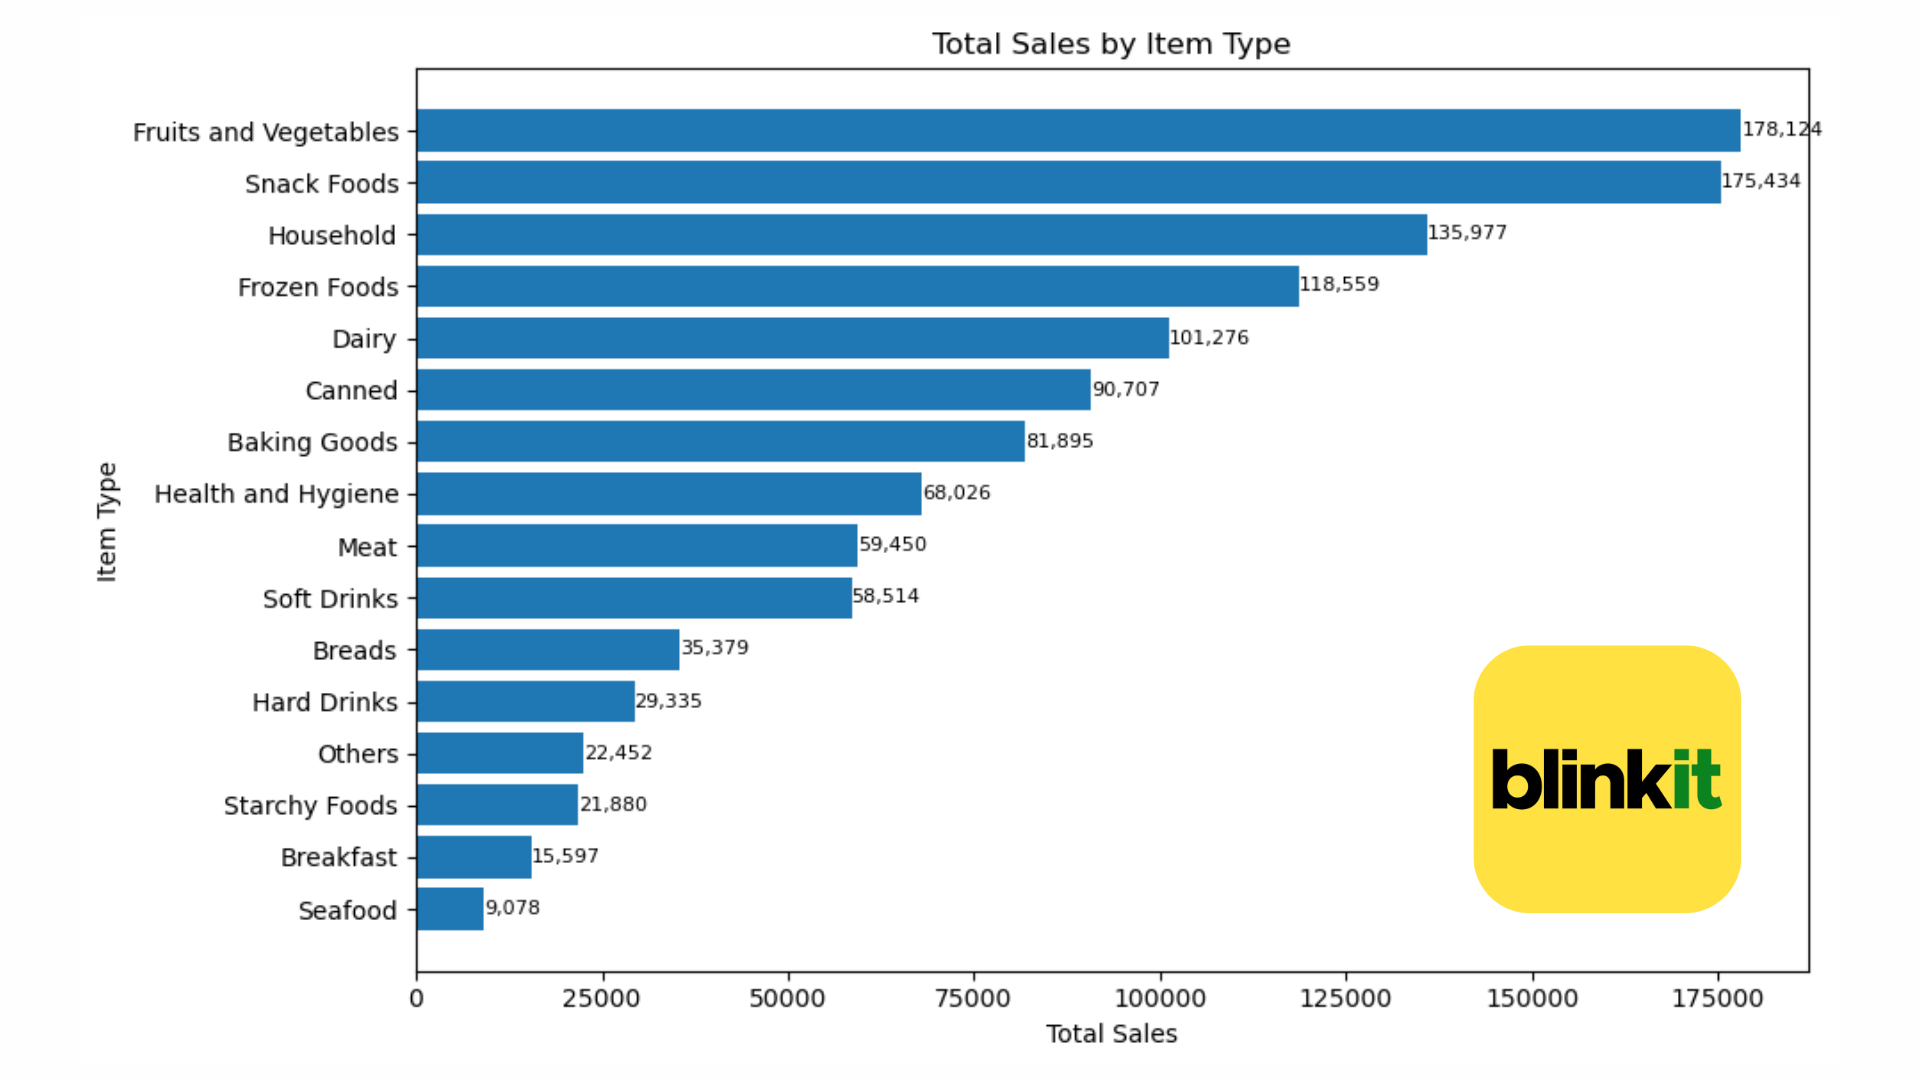 Total Sales by Item Type
Fruits and Vegetables 178,124
Snack Foods 175,434
Household 135,977
Frozen Foods 118,559
Dairy 101,276
Canned 90,707
Baking Goods 81,895
Health and Hygiene 68,026
Meat 59,450
Soft Drinks 58,514
Breads 35,379
Hard Drinks 29,335
Others 22,452
Starchy Foods 21,880
Breakfast 15,597
Seafood 9,078
Item Type
blinkit
0 25000 50000 75000 100000 125000 150000 175000
Total Sales